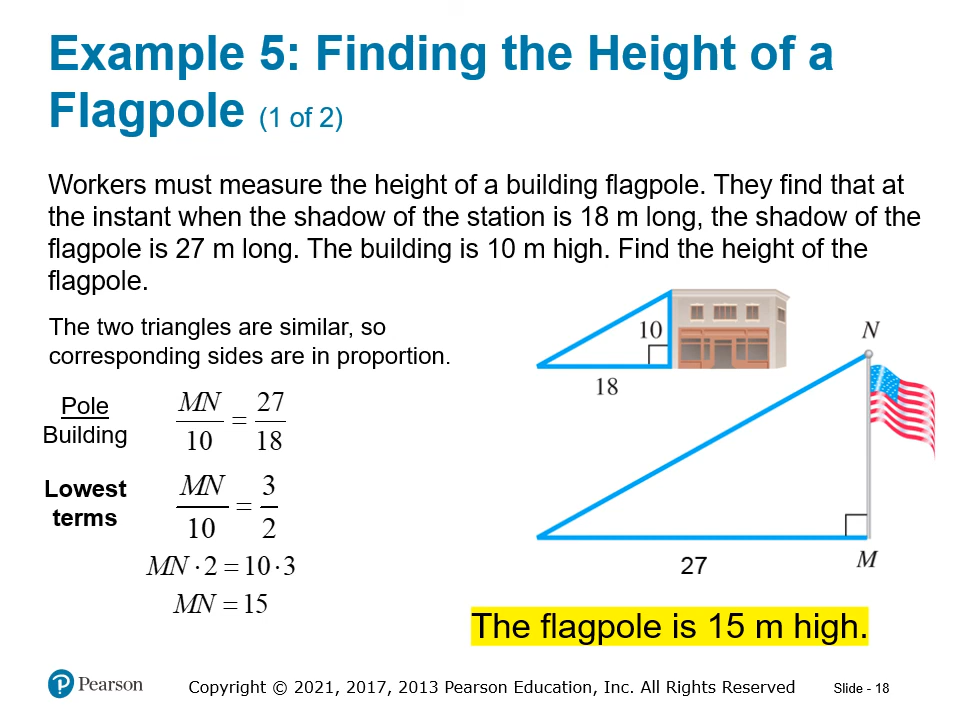 Example 5: Finding the Height of a
Flagpole (1 of 2)
Workers must measure the height of a building flagpole. They find that at
the instant when the shadow of the station is 18 m long, the shadow of the
flagpole is 27 m long. The building is 10 m high. Find the height of the
flagpole.
The two triangles are similar, so
corresponding sides are in proportion.
Pole
Building
MN/10 = 27/18
Lowest
terms
MN/10 = 3/2
MN · 2 = 10 · 3
MN = 15
10
18
N
27
M
The flagpole is 15 m high.
Pearson
Copyright © 2021, 2017, 2013 Pearson Education, Inc. All Rights Reserved
Slide - 18